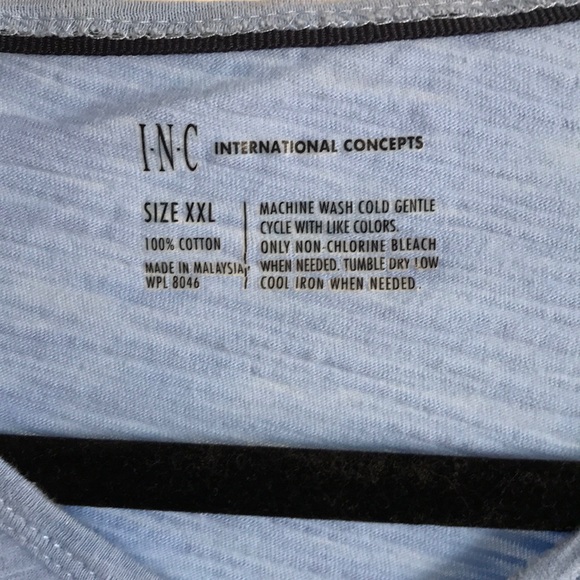 I·N·C INTERNATIONAL CONCEPTS
SIZE XXL
100% COTTON
MADE IN MALAYSIA
WPL 8046
MACHINE WASH COLD GENTLE
CYCLE WITH LIKE COLORS.
ONLY NON-CHLORINE BLEACH
WHEN NEEDED. TUMBLE DRY LOW
COOL IRON WHEN NEEDED.